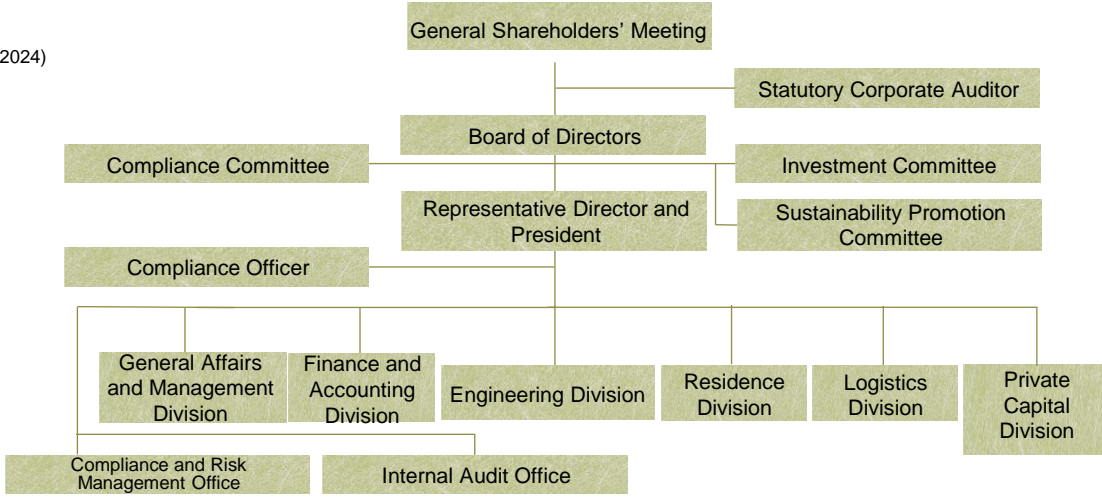 General Shareholders’ Meeting
2024)
Statutory Corporate Auditor
Board of Directors
Compliance Committee
Investment Committee
Representative Director and
President
Sustainability Promotion
Committee
Compliance Officer
General Affairs
and Management
Division
Finance and
Accounting
Division
Engineering Division
Residence
Division
Logistics
Division
Private
Capital
Division
Compliance and Risk
Management Office
Internal Audit Office